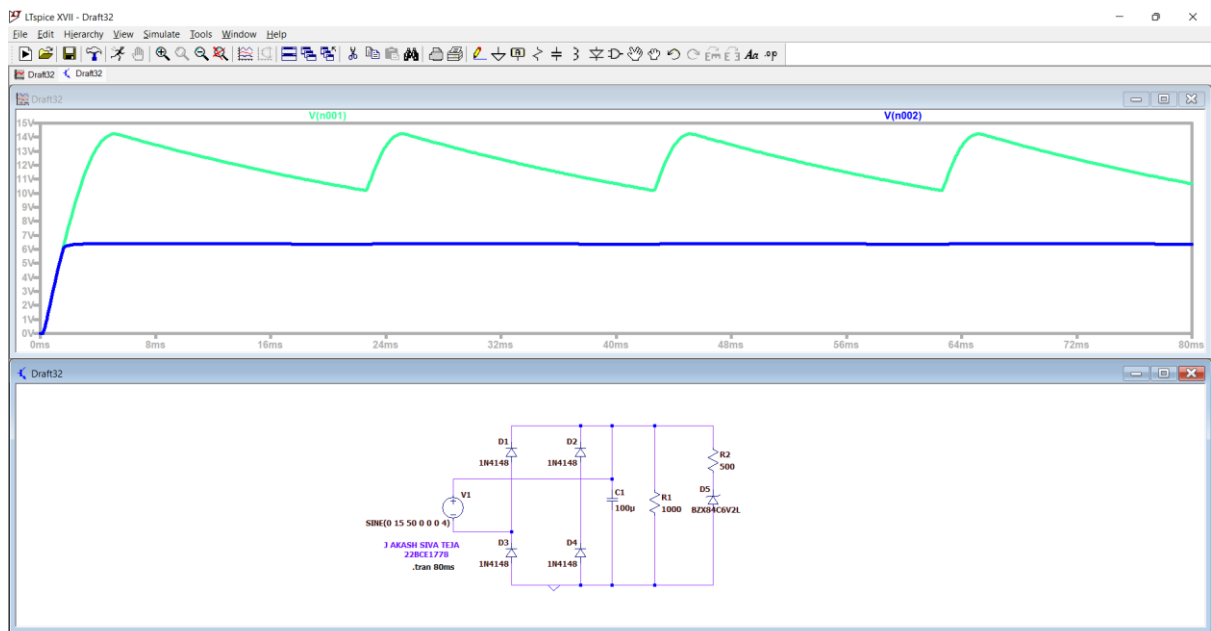 LTspice XVII - Draft32
File Edit Hierarchy View Simulate Tools Window Help
Aa .op
Draft32 Draft32
Draft32
V(n001) V(n002)
15V
14V
13V
12V
11V
10V
9V
8V
7V
6V
5V
4V
3V
2V
1V
0V
0ms 8ms 16ms 24ms 32ms 40ms 48ms 56ms 64ms 72ms 80ms
Draft32
D1 D2
1N4148 1N4148
R2
500
V1
C1
100µ
R1
1000
D5
BZX84C6V2L
SINE(0 15 50 0 0 0 4)
J AKASH SIVA TEJA
22BCE1778
.tran 80ms
D3 D4
1N4148 1N4148